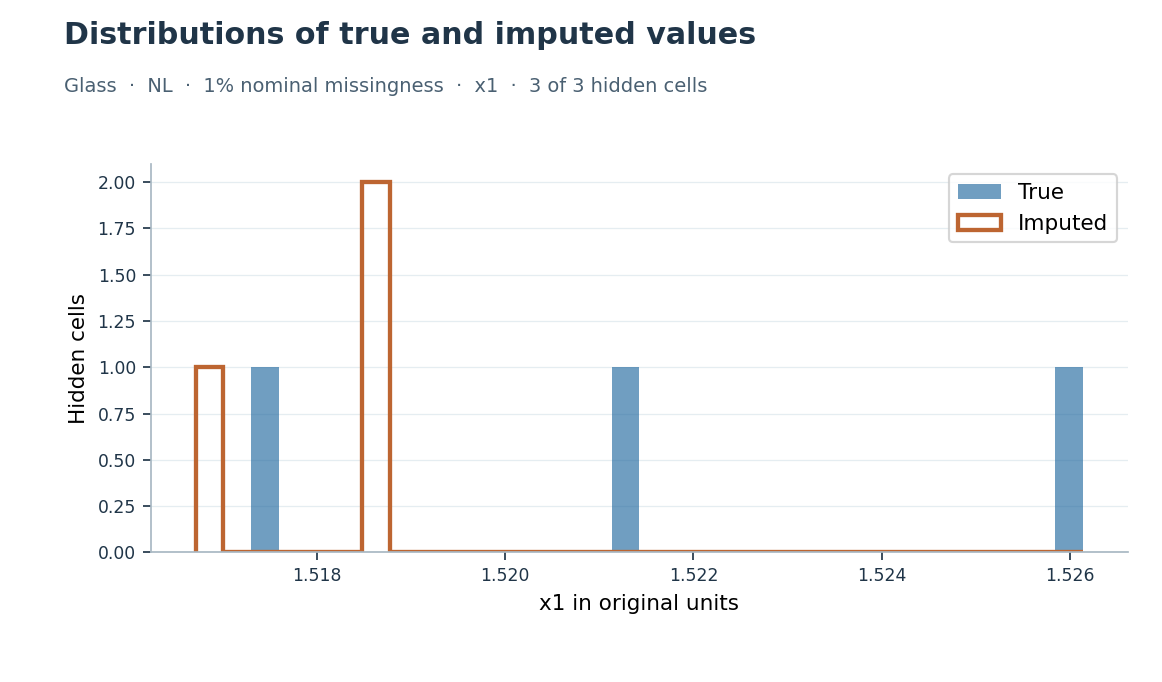 Distributions of true and imputed values
Glass · NL · 1% nominal missingness · x1 · 3 of 3 hidden cells
True
Imputed
Hidden cells
2.00
1.75
1.50
1.25
1.00
0.75
0.50
0.25
0.00
1.518 1.520 1.522 1.524 1.526
x1 in original units